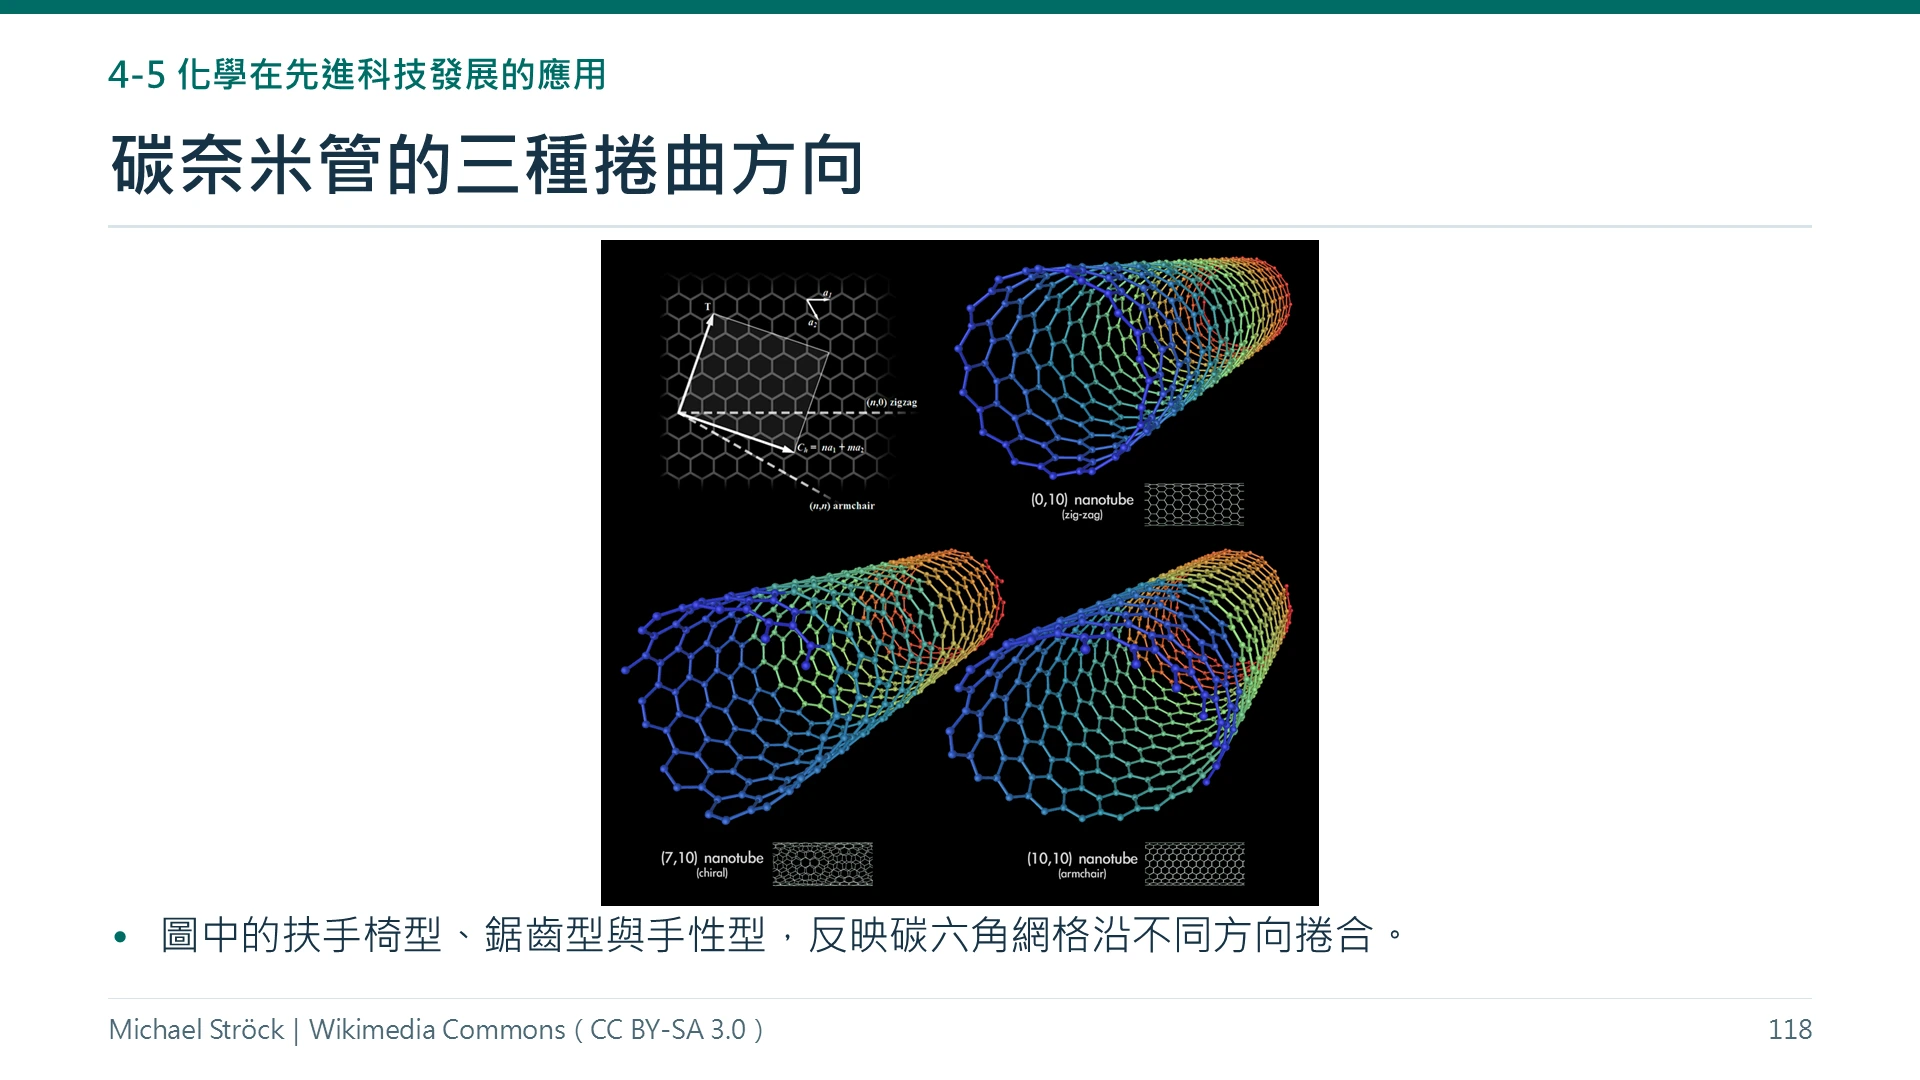 4-5 化學在先進科技發展的應用
碳奈米管的三種捲曲方向
T
a1
a2
(n,0) zigzag
Ch = na1 + ma2
(n,n) armchair
(0,10) nanotube
(zig-zag)
(7,10) nanotube
(chiral)
(10,10) nanotube
(armchair)
• 圖中的扶手椅型、鋸齒型與手性型，反映碳六角網格沿不同方向捲合。
Michael Ströck | Wikimedia Commons（CC BY-SA 3.0）
118